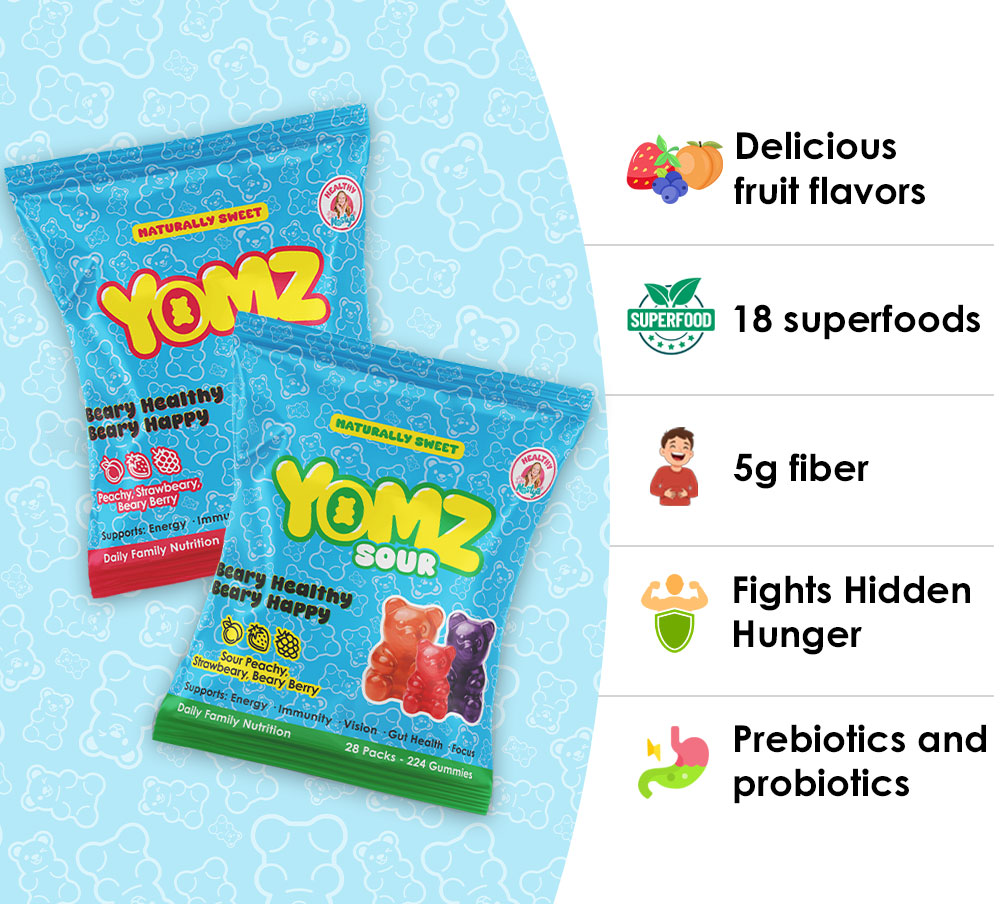 NATURALLY SWEET
HEALTHY
YOMZ
Beary Healthy
Beary Happy
Peachy, Strawbeary,
Beary Berry
Supports: Energy · Immu
Daily Family Nutrition
NATURALLY SWEET
HEALTHY
YOMZ
SOUR
Beary Healthy
Beary Happy
Sour Peachy,
Strawbeary, Beary Berry
Supports: Energy · Immunity · Vision · Gut Health · Focus
Daily Family Nutrition
28 Packs - 224 Gummies
Delicious
fruit flavors
SUPERFOOD
18 superfoods
5g fiber
Fights Hidden
Hunger
Prebiotics and
probiotics